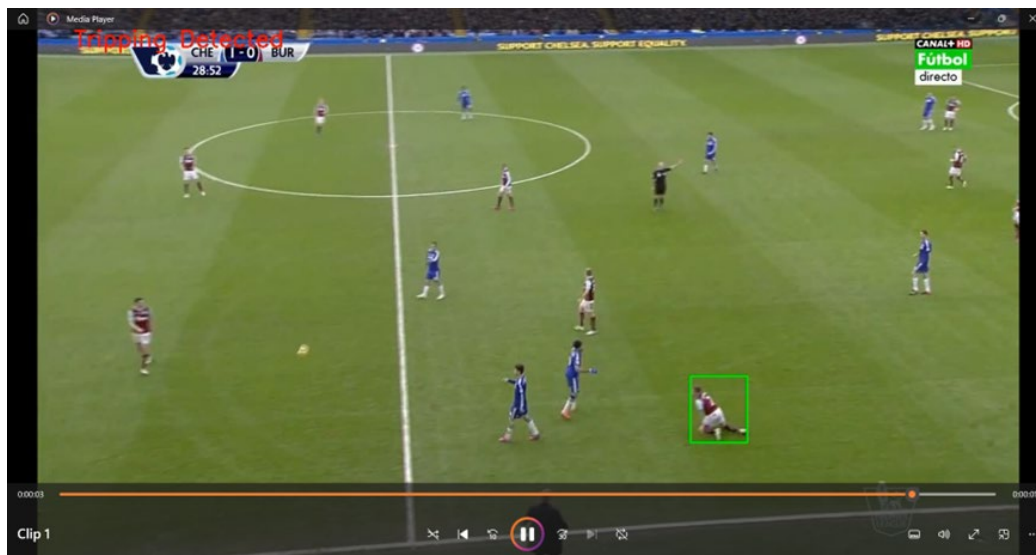 Media Player
Tripping Detected
CHE 1-0 BUR
28:52
SUPPORT CHELSEA. SUPPORT EQUALITY.
CANAL+ HD
Fútbol
directo
0:00:03
Clip 1